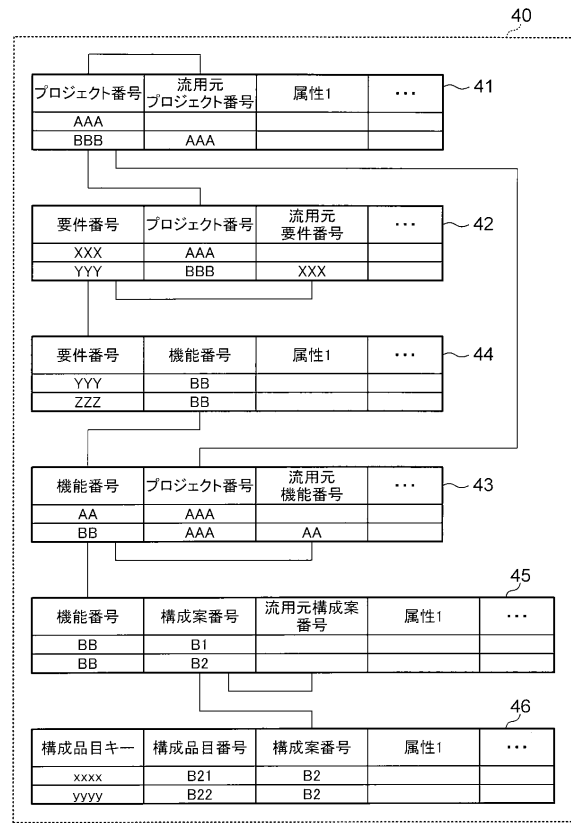 40
プロジェクト番号 流用元プロジェクト番号 属性1 ・・・ 41
AAA
BBB AAA
要件番号 プロジェクト番号 流用元要件番号 ・・・ 42
XXX AAA
YYY BBB XXX
要件番号 機能番号 属性1 ・・・ 44
YYY BB
ZZZ BB
機能番号 プロジェクト番号 流用元機能番号 ・・・ 43
AA AAA
BB AAA AA
45
機能番号 構成案番号 流用元構成案番号 属性1 ・・・
BB B1
BB B2
46
構成品目キー 構成品目番号 構成案番号 属性1 ・・・
xxxx B21 B2
yyyy B22 B2